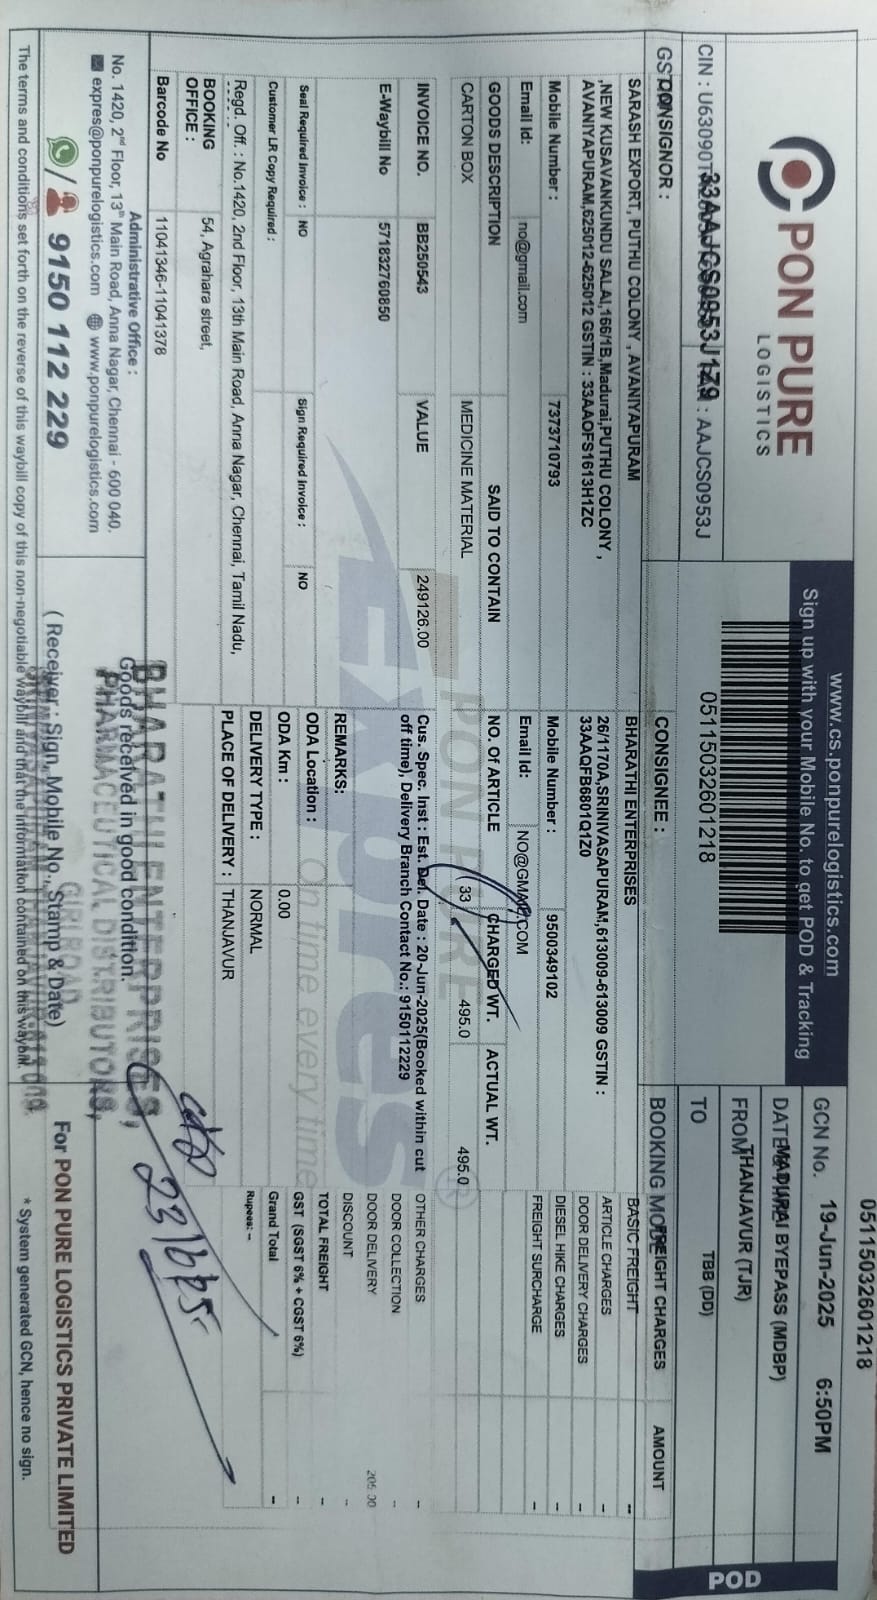 05115032601218
PON PURE
LOGISTICS
CIN :
33AAJCS0953J1Z9
: AAJCS0953J
www.cs.ponpurelogistics.com
Sign up with your Mobile No. to get POD & Tracking
05115032601218
GCN No. 19-Jun-2025 6:50PM
MADURAI BYEPASS (MDBP)
FROM THANJAVUR (TJR)
TO TBB (DD)
POD
CONSIGNOR :
SARASH EXPORT, PUTHU COLONY , AVANIYAPURAM
,NEW KUSAVANKUNDU SALAI,166/1B,Madurai,PUTHU COLONY ,
AVANIYAPURAM,625012-625012 GSTIN : 33AAOFS1613H1ZC
Mobile Number : 7373710793
Email Id: no@gmail.com
CONSIGNEE :
BHARATHI ENTERPRISES
26/1170A,SRINIVASAPURAM,613009-613009 GSTIN :
33AAQFB6801Q1Z0
Mobile Number : 9500349102
Email Id: NO@GMAIL.COM
GOODS DESCRIPTION SAID TO CONTAIN NO. Of ARTICLE CHARGED WT. ACTUAL WT.
CARTON BOX MEDICINE MATERIAL 33 495.0 495.0
INVOICE NO. BB250543 VALUE 249126.00
E-Waybill No 571832760850
Cus. Spec. Inst : Est. Del. Date : 20-Jun-2025(Booked within cut
off time), Delivery Branch Contact No.: 9150112229
REMARKS:
Seal Required Invoice : NO Sign Required Invoice : NO
Customer LR Copy Required :
ODA Location :
ODA Km : 0.00
DELIVERY TYPE : NORMAL
PLACE OF DELIVERY : THANJAVUR
Regd. Off. : No.1420, 2nd Floor, 13th Main Road, Anna Nagar, Chennai, Tamil Nadu,
BOOKING
OFFICE : 54, Agrahara street,
Barcode No 11041346-11041378
BOOKING MODE FREIGHT CHARGES AMOUNT
BASIC FREIGHT --
ARTICLE CHARGES --
DOOR DELIVERY CHARGES --
DIESEL HIKE CHARGES --
FREIGHT SURCHARGE --
OTHER CHARGES --
DOOR COLLECTION --
DOOR DELIVERY
DISCOUNT --
TOTAL FREIGHT --
GST (SGST 6% + CGST 6%) --
Grand Total --
Rupees: --
PON PURE
Expres
On time every time
Administrative Office :
No. 1420, 2nd Floor, 13th Main Road, Anna Nagar, Chennai - 600 040.
expres@ponpurelogistics.com www.ponpurelogistics.com
/ 9150 112 229
Goods received in good condition.
( Receiver : Sign, Mobile No., Stamp & Date)
BHARATHI ENTERPRISES,
PHARMACEUTICAL DISTRIBUTORS,
For PON PURE LOGISTICS PRIVATE LIMITED
The terms and conditions set forth on the reverse of this waybill copy of this non-negotiable waybill and that the information contained on this waybill.
* System generated GCN, hence no sign.